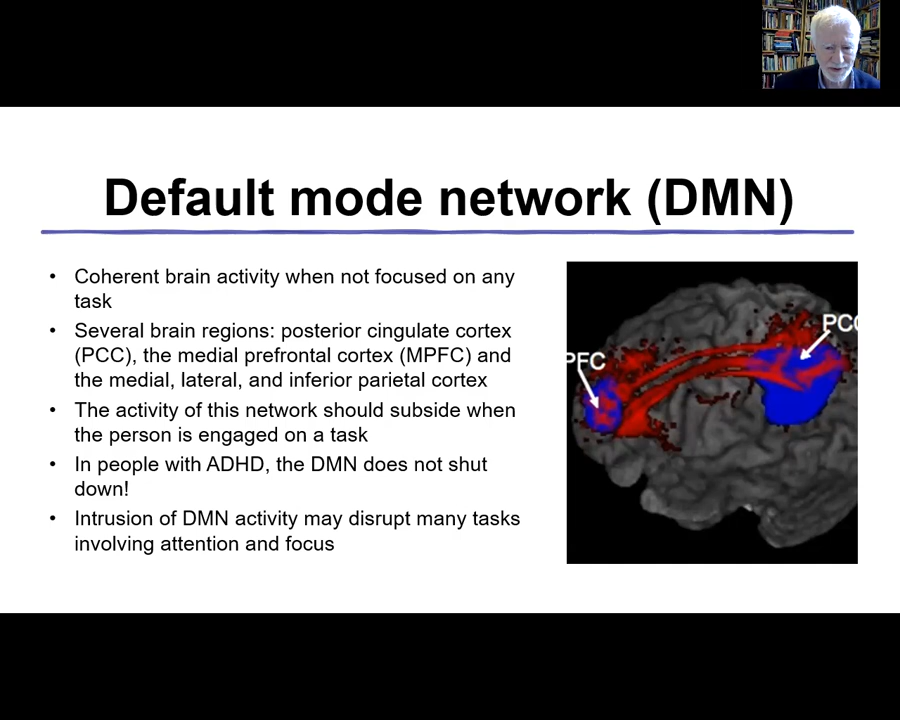 Default mode network (DMN)
• Coherent brain activity when not focused on any
task
• Several brain regions: posterior cingulate cortex
(PCC), the medial prefrontal cortex (MPFC) and
the medial, lateral, and inferior parietal cortex
• The activity of this network should subside when
the person is engaged on a task
• In people with ADHD, the DMN does not shut
down!
• Intrusion of DMN activity may disrupt many tasks
involving attention and focus
PCC
PFC